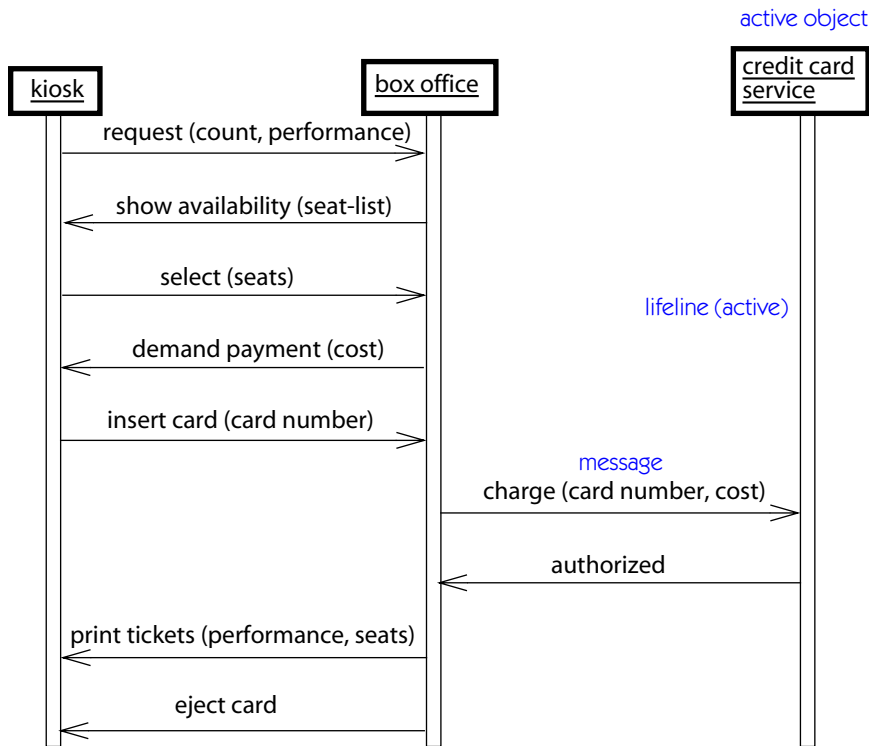 active object
kiosk
box office
credit card
service
request (count, performance)
show availability (seat-list)
select (seats)
lifeline (active)
demand payment (cost)
insert card (card number)
message
charge (card number, cost)
authorized
print tickets (performance, seats)
eject card